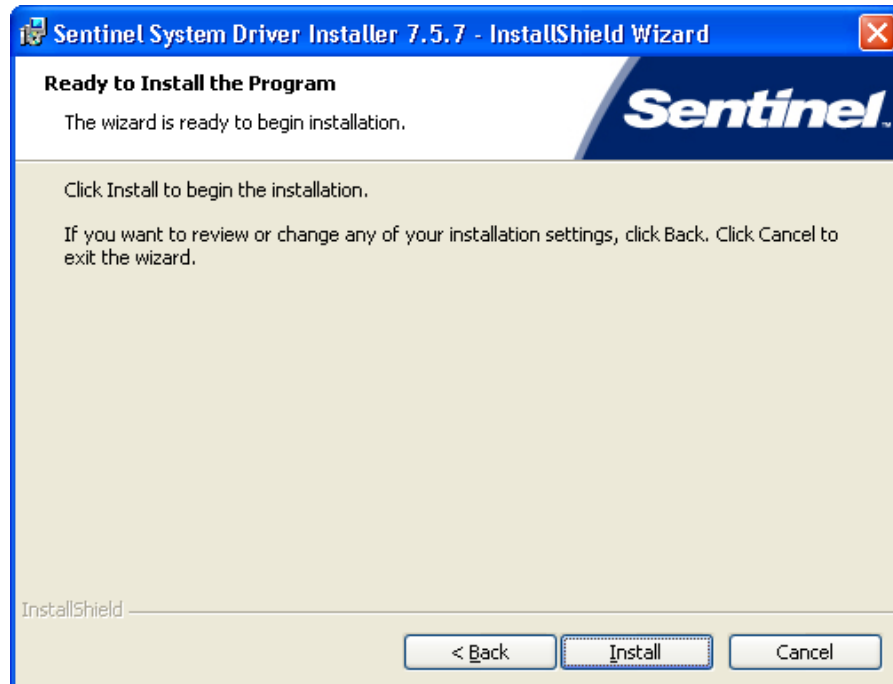 Sentinel System Driver Installer 7.5.7 - InstallShield Wizard
Ready to Install the Program
The wizard is ready to begin installation.
Sentinel™
Click Install to begin the installation.
If you want to review or change any of your installation settings, click Back. Click Cancel to
exit the wizard.
InstallShield
< Back
Install
Cancel